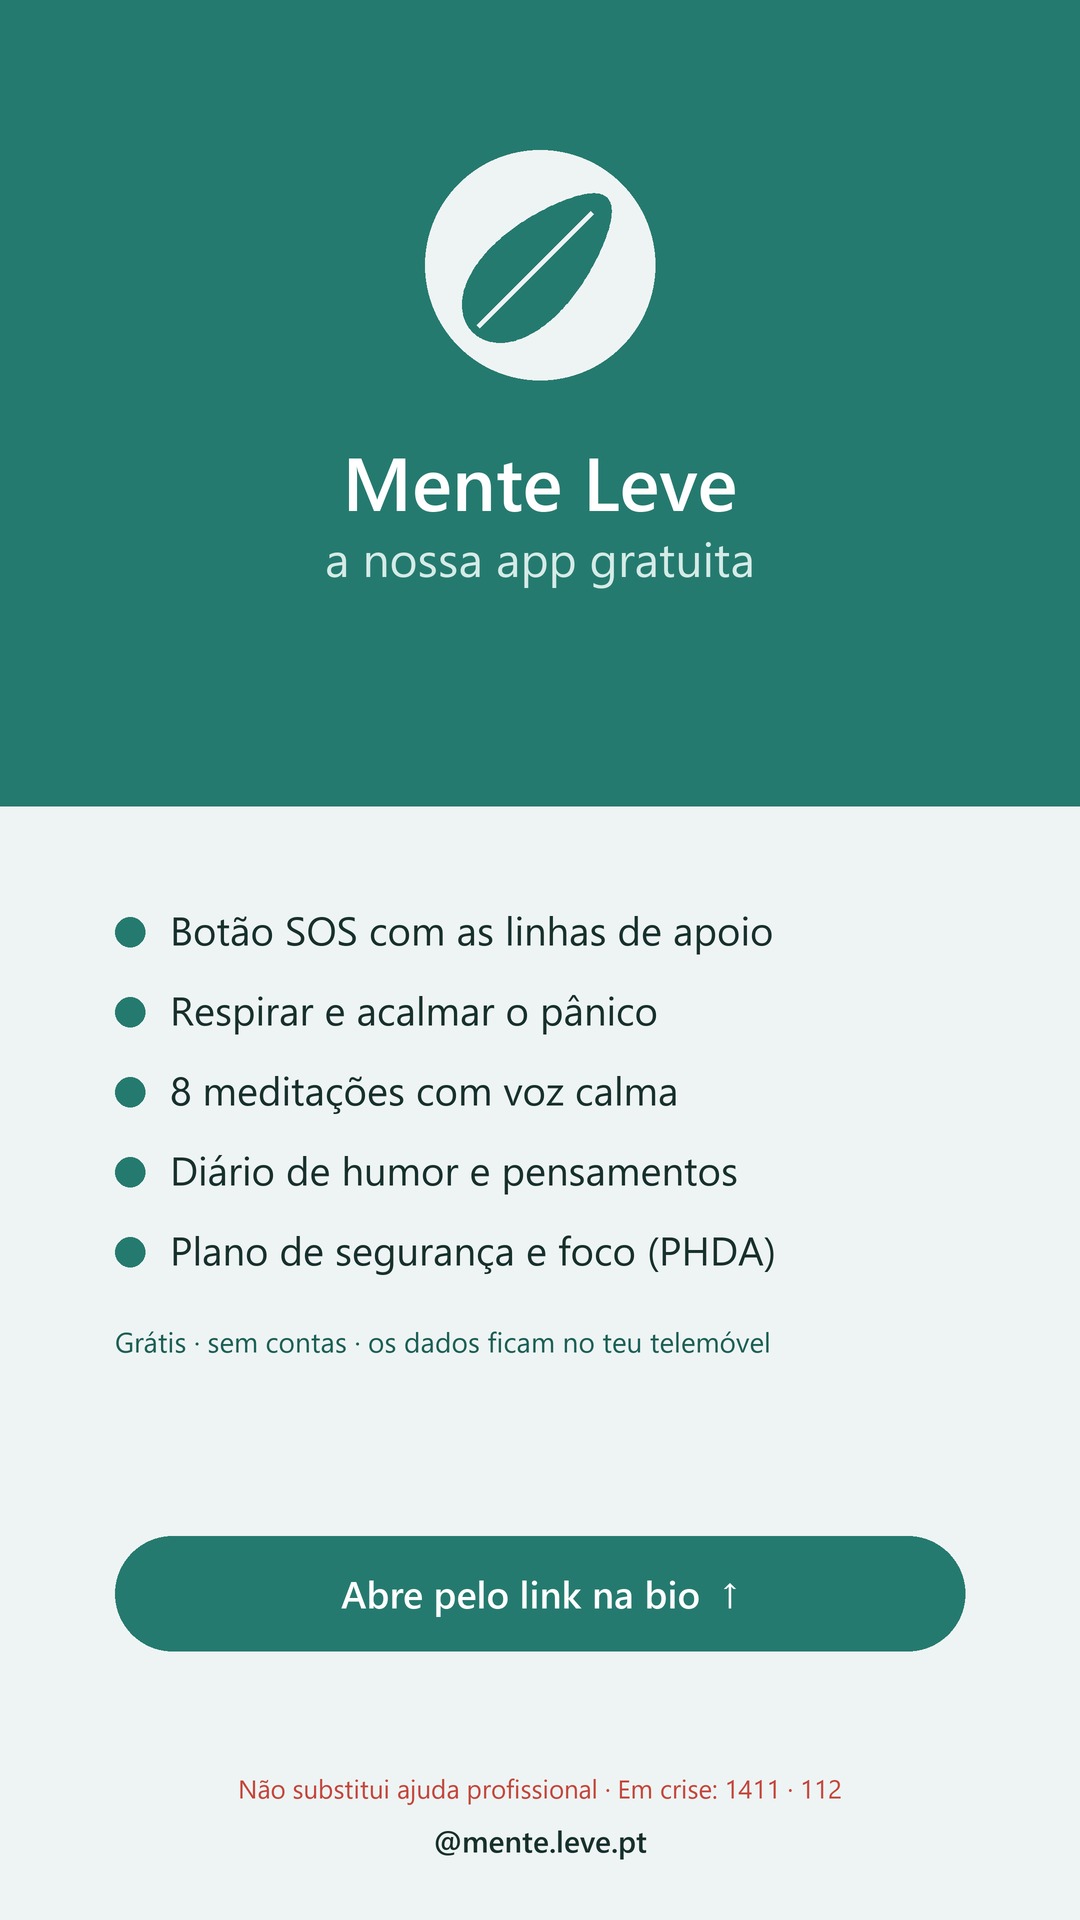 Mente Leve
a nossa app gratuita
Botão SOS com as linhas de apoio
Respirar e acalmar o pânico
8 meditações com voz calma
Diário de humor e pensamentos
Plano de segurança e foco (PHDA)
Grátis · sem contas · os dados ficam no teu telemóvel
Abre pelo link na bio ↑
Não substitui ajuda profissional · Em crise: 1411 · 112
@mente.leve.pt